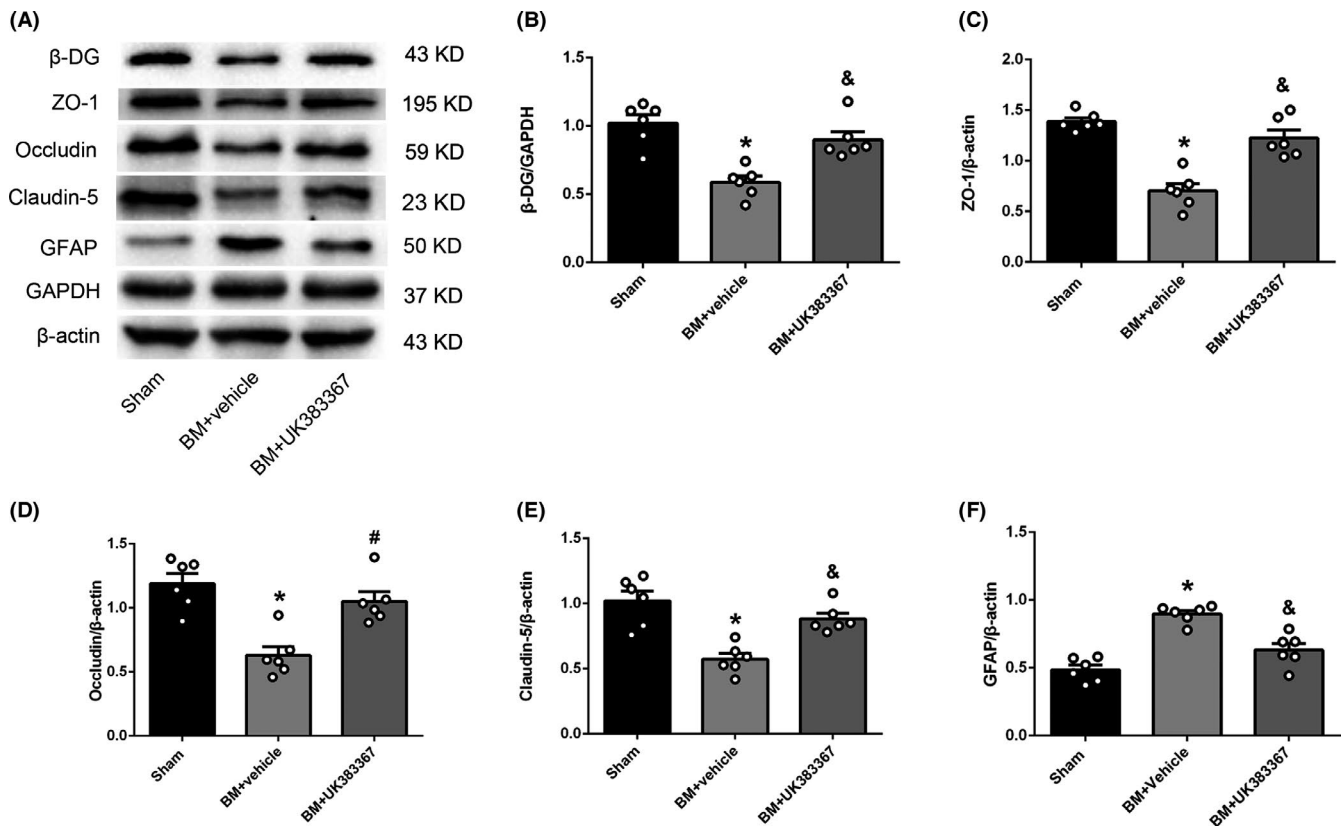 (A)
β-DG 43 KD
ZO-1 195 KD
Occludin 59 KD
Claudin-5 23 KD
GFAP 50 KD
GAPDH 37 KD
β-actin 43 KD
Sham
BM+vehicle
BM+UK383367
(B)
β-DG/GAPDH
1.5
1.0
0.5
0.0
*
&
Sham
BM+vehicle
BM+UK383367
(C)
ZO-1/β-actin
2.0
1.5
1.0
0.5
0.0
*
&
Sham
BM+vehicle
BM+UK383367
(D)
Occludin/β-actin
1.5
1.0
0.5
0.0
*
#
Sham
BM+vehicle
BM+UK383367
(E)
Claudin-5/β-actin
1.5
1.0
0.5
0.0
*
&
Sham
BM+vehicle
BM+UK383367
(F)
GFAP/β-actin
1.5
1.0
0.5
0.0
*
&
Sham
BM+Vehicle
BM+UK383367